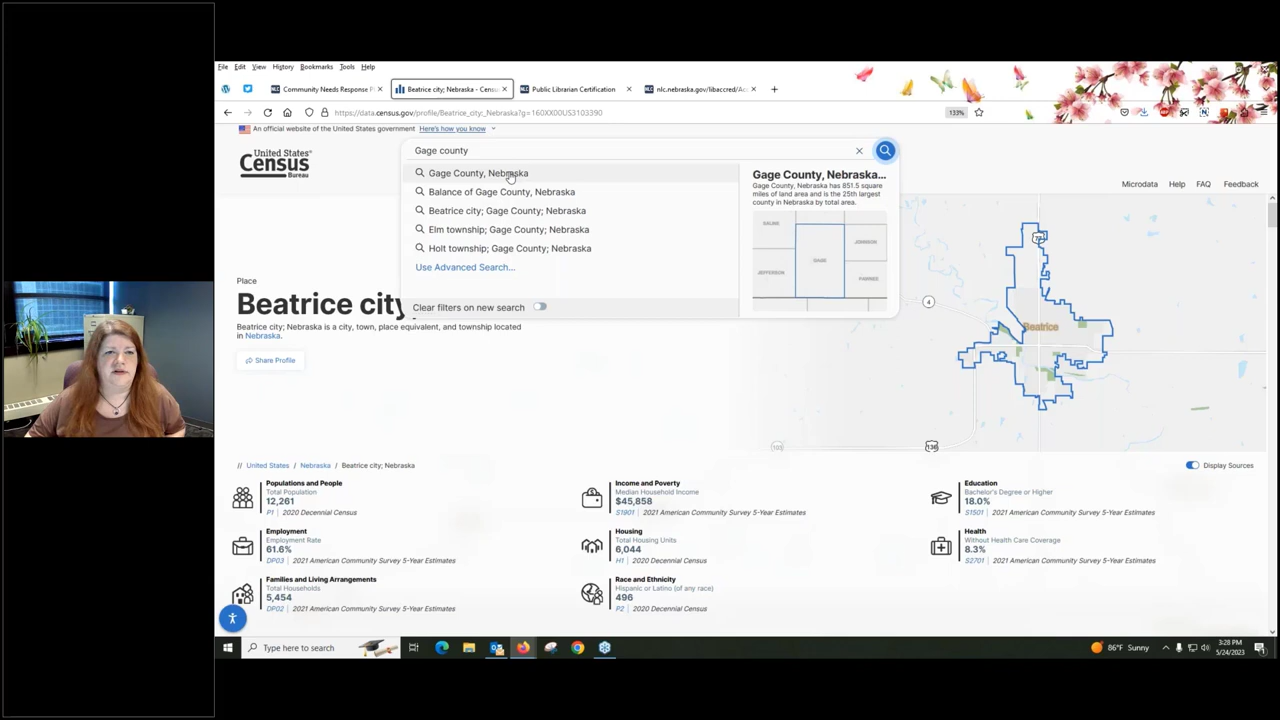 File Edit View History Bookmarks Tools Help
Community Needs Response P
Beatrice city; Nebraska - Censu
Public Librarian Certification
nlc.nebraska.gov/libaccred/Ac
https://data.census.gov/profile/Beatrice_city;_Nebraska?g=160XX00US3103390
133%
An official website of the United States government Here's how you know
United States®
Census
Bureau
Gage county
Gage County, Nebraska
Balance of Gage County, Nebraska
Beatrice city; Gage County; Nebraska
Elm township; Gage County; Nebraska
Holt township; Gage County; Nebraska
Use Advanced Search...
Clear filters on new search
Gage County, Nebraska...
Gage County, Nebraska has 851.5 square
miles of land area and is the 25th largest
county in Nebraska by total area.
SALINE
JOHNSON
GAGE
JEFFERSON
PAWNEE
Microdata Help FAQ Feedback
77
4
Beatrice
103
136
Place
Beatrice city
Beatrice city; Nebraska is a city, town, place equivalent, and township located
in Nebraska.
Share Profile
// United States / Nebraska / Beatrice city; Nebraska
Display Sources
Populations and People
Total Population
12,261
P1 | 2020 Decennial Census
Income and Poverty
Median Household Income
$45,858
S1901 | 2021 American Community Survey 5-Year Estimates
Education
Bachelor's Degree or Higher
18.0%
S1501 | 2021 American Community Survey 5-Year Estimates
Employment
Employment Rate
61.6%
DP03 | 2021 American Community Survey 5-Year Estimates
Housing
Total Housing Units
6,044
H1 | 2020 Decennial Census
Health
Without Health Care Coverage
8.3%
S2701 | 2021 American Community Survey 5-Year Estimates
Families and Living Arrangements
Total Households
5,454
DP02 | 2021 American Community Survey 5-Year Estimates
Race and Ethnicity
Hispanic or Latino (of any race)
496
P2 | 2020 Decennial Census
Type here to search
86°F Sunny
3:28 PM
5/24/2023